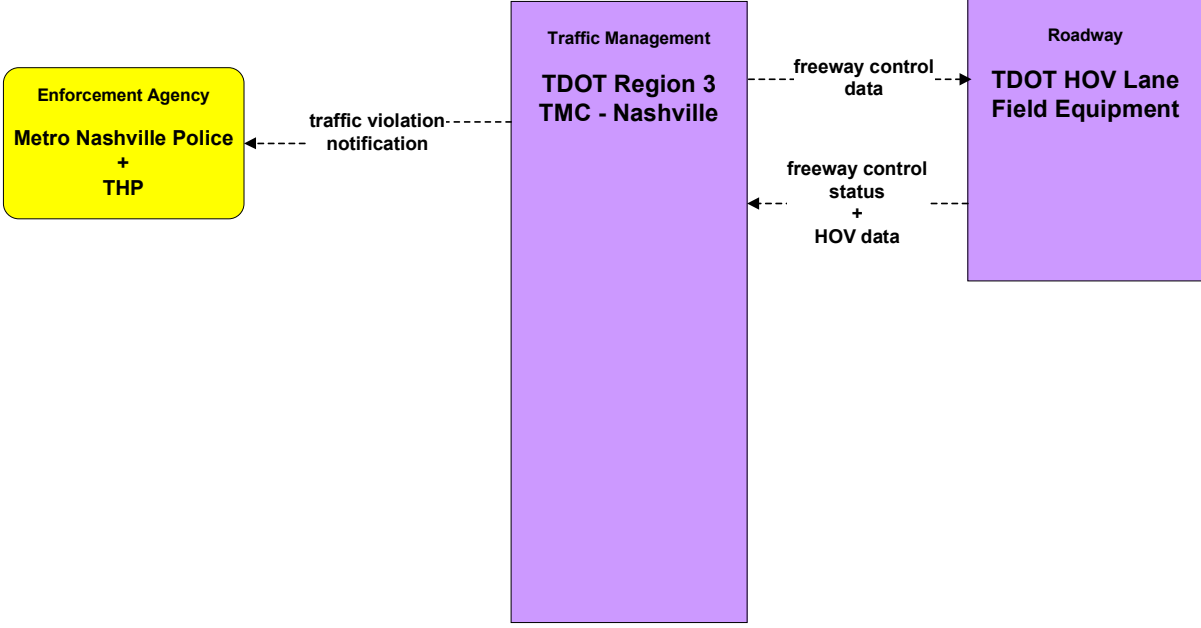 Enforcement Agency
Metro Nashville Police
+
THP
traffic violation
notification
Traffic Management
TDOT Region 3
TMC - Nashville
freeway control
data
freeway control
status
+
HOV data
Roadway
TDOT HOV Lane
Field Equipment